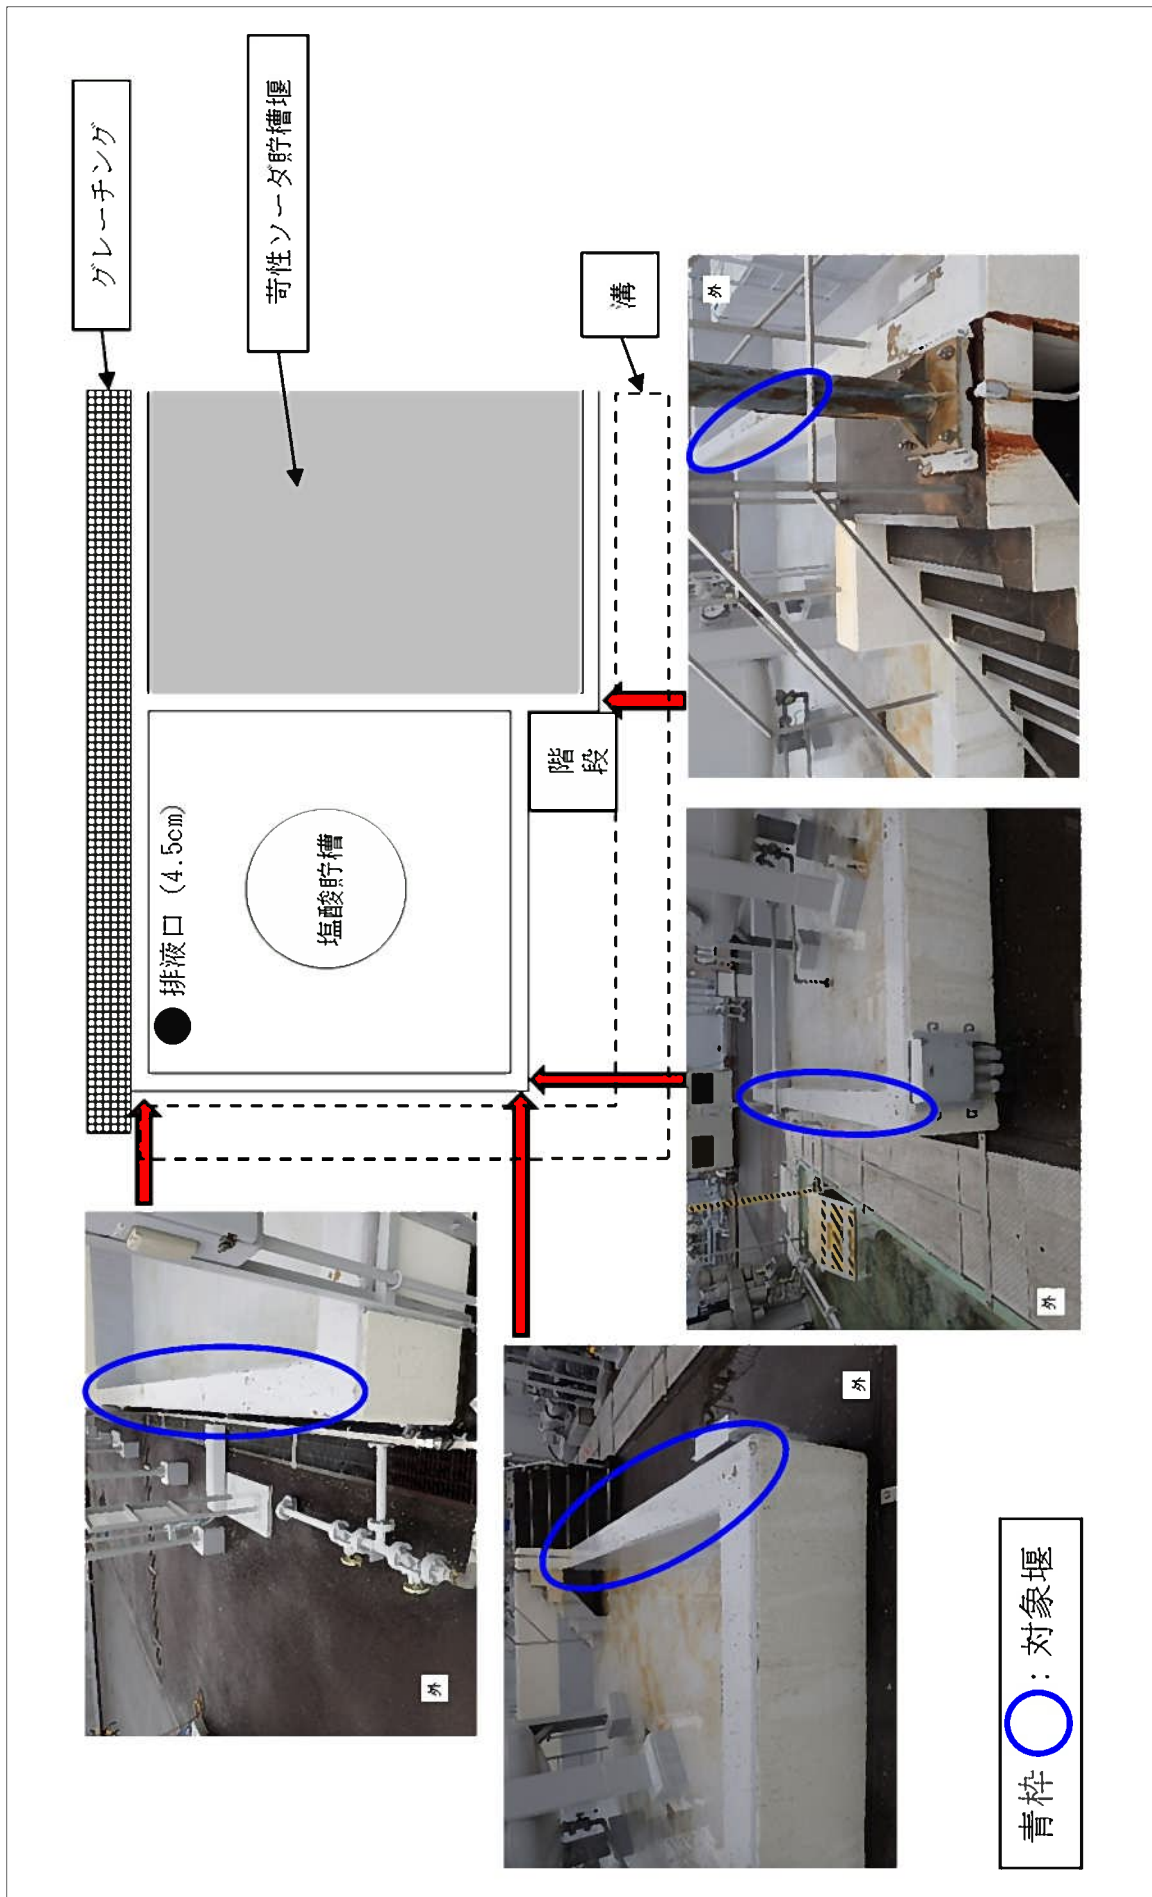 グレーチング
苛性ソーダ貯槽堰
溝
排液口 (4.5cm)
塩酸貯槽
階
段
外
外
外
外
青枠 : 対象堰